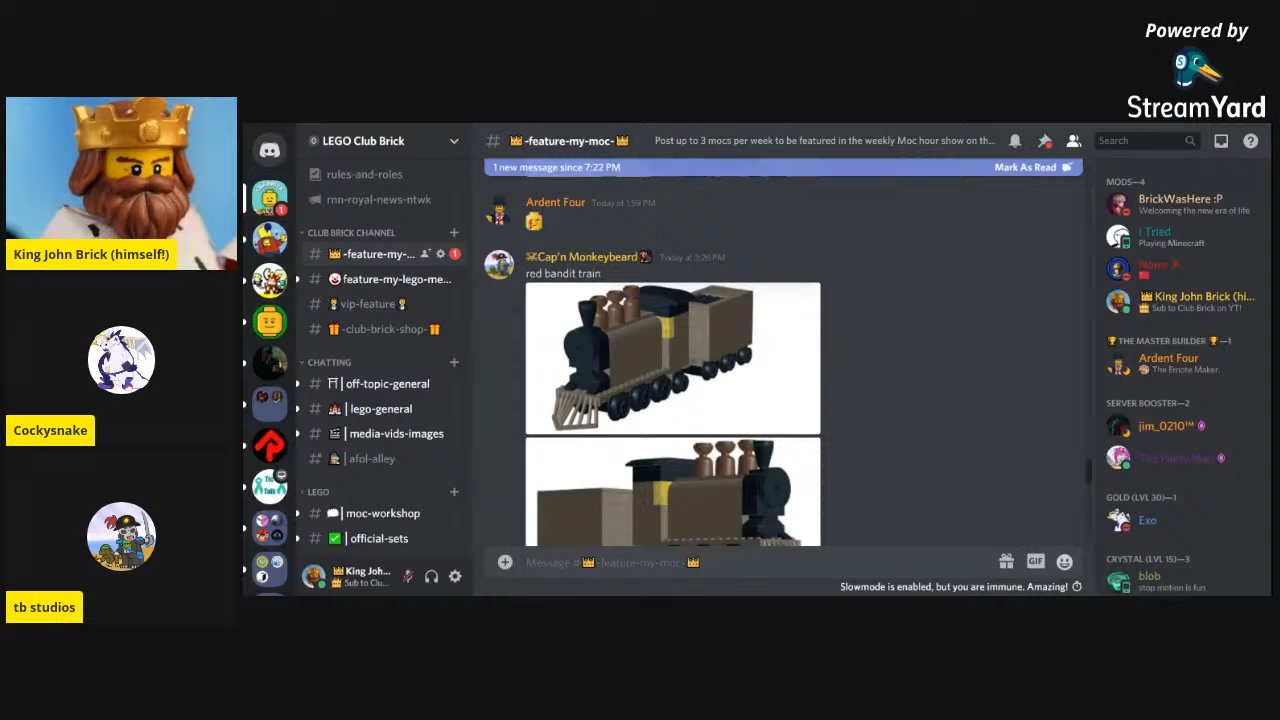 Powered by
StreamYard
King John Brick (himself!)
Cockysnake
tb studios
LEGO Club Brick
rules-and-roles
rnn-royal-news-ntwk
CLUB BRICK CHANNEL
-feature-my-...
1
feature-my-lego-me...
vip-feature
-club-brick-shop-
CHATTING
off-topic-general
lego-general
media-vids-images
afol-alley
LEGO
moc-workshop
official-sets
King Joh...
Sub to Clu...
-feature-my-moc-
Post up to 3 mocs per week to be featured in the weekly Moc hour show on th...
Search
1 new message since 7:22 PM
Mark As Read
Ardent Four Today at 1:59 PM
Cap'n Monkeybeard Today at 3:26 PM
red bandit train
Message # -feature-my-moc-
GIF
Slowmode is enabled, but you are immune. Amazing!
MODS—4
BrickWasHere :P
Welcoming the new era of life
I Tried
Playing Minecraft
King John Brick (hi...
Sub to Club Brick on YT!
THE MASTER BUILDER —1
Ardent Four
The Emote Maker.
SERVER BOOSTER—2
jim_0210™
GOLD (LVL 30)—1
Exo
CRYSTAL (LVL 15)—3
blob
stop motion is fun